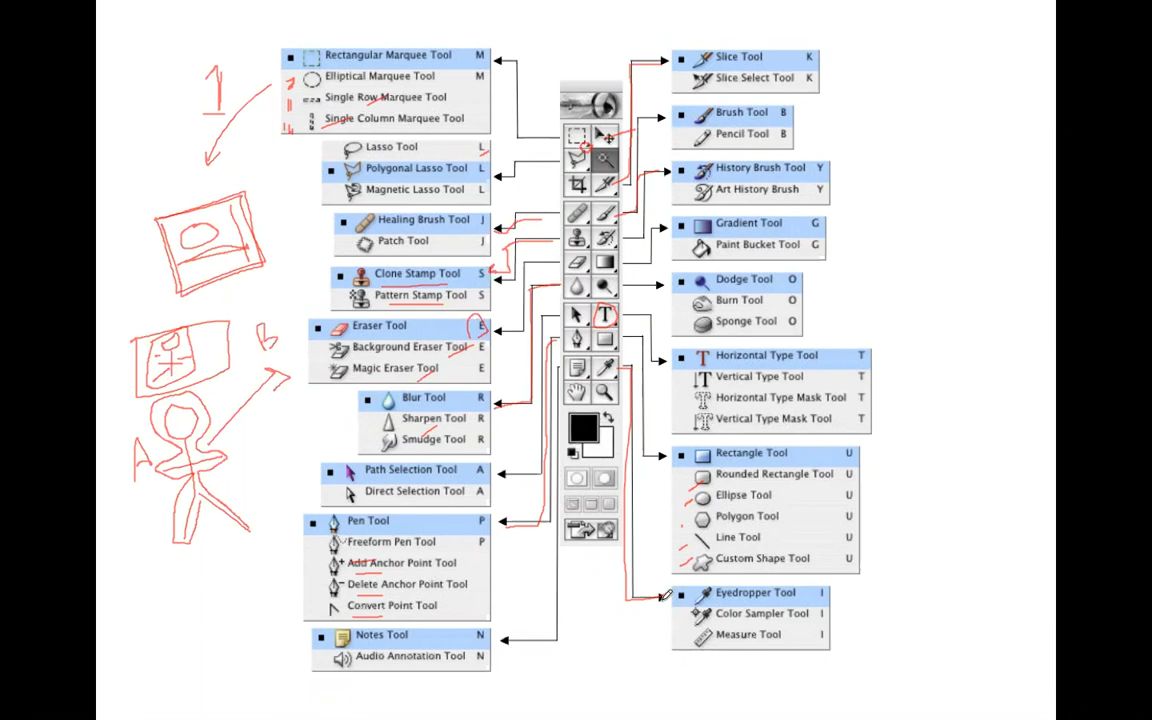 1
Rectangular Marquee Tool M
Elliptical Marquee Tool M
Single Row Marquee Tool
Single Column Marquee Tool
Lasso Tool L
Polygonal Lasso Tool L
Magnetic Lasso Tool L
Healing Brush Tool J
Patch Tool J
Clone Stamp Tool S
Pattern Stamp Tool S
Eraser Tool E
Background Eraser Tool E
Magic Eraser Tool E
Blur Tool R
Sharpen Tool R
Smudge Tool R
Path Selection Tool A
Direct Selection Tool A
Pen Tool P
Freeform Pen Tool P
Add Anchor Point Tool
Delete Anchor Point Tool
Convert Point Tool
Notes Tool N
Audio Annotation Tool N
B
A
T
Slice Tool K
Slice Select Tool K
Brush Tool B
Pencil Tool B
History Brush Tool Y
Art History Brush Y
Gradient Tool G
Paint Bucket Tool G
Dodge Tool O
Burn Tool O
Sponge Tool O
T Horizontal Type Tool T
T Vertical Type Tool T
Horizontal Type Mask Tool T
Vertical Type Mask Tool T
Rectangle Tool U
Rounded Rectangle Tool U
Ellipse Tool U
Polygon Tool U
Line Tool U
Custom Shape Tool U
Eyedropper Tool I
Color Sampler Tool I
Measure Tool I